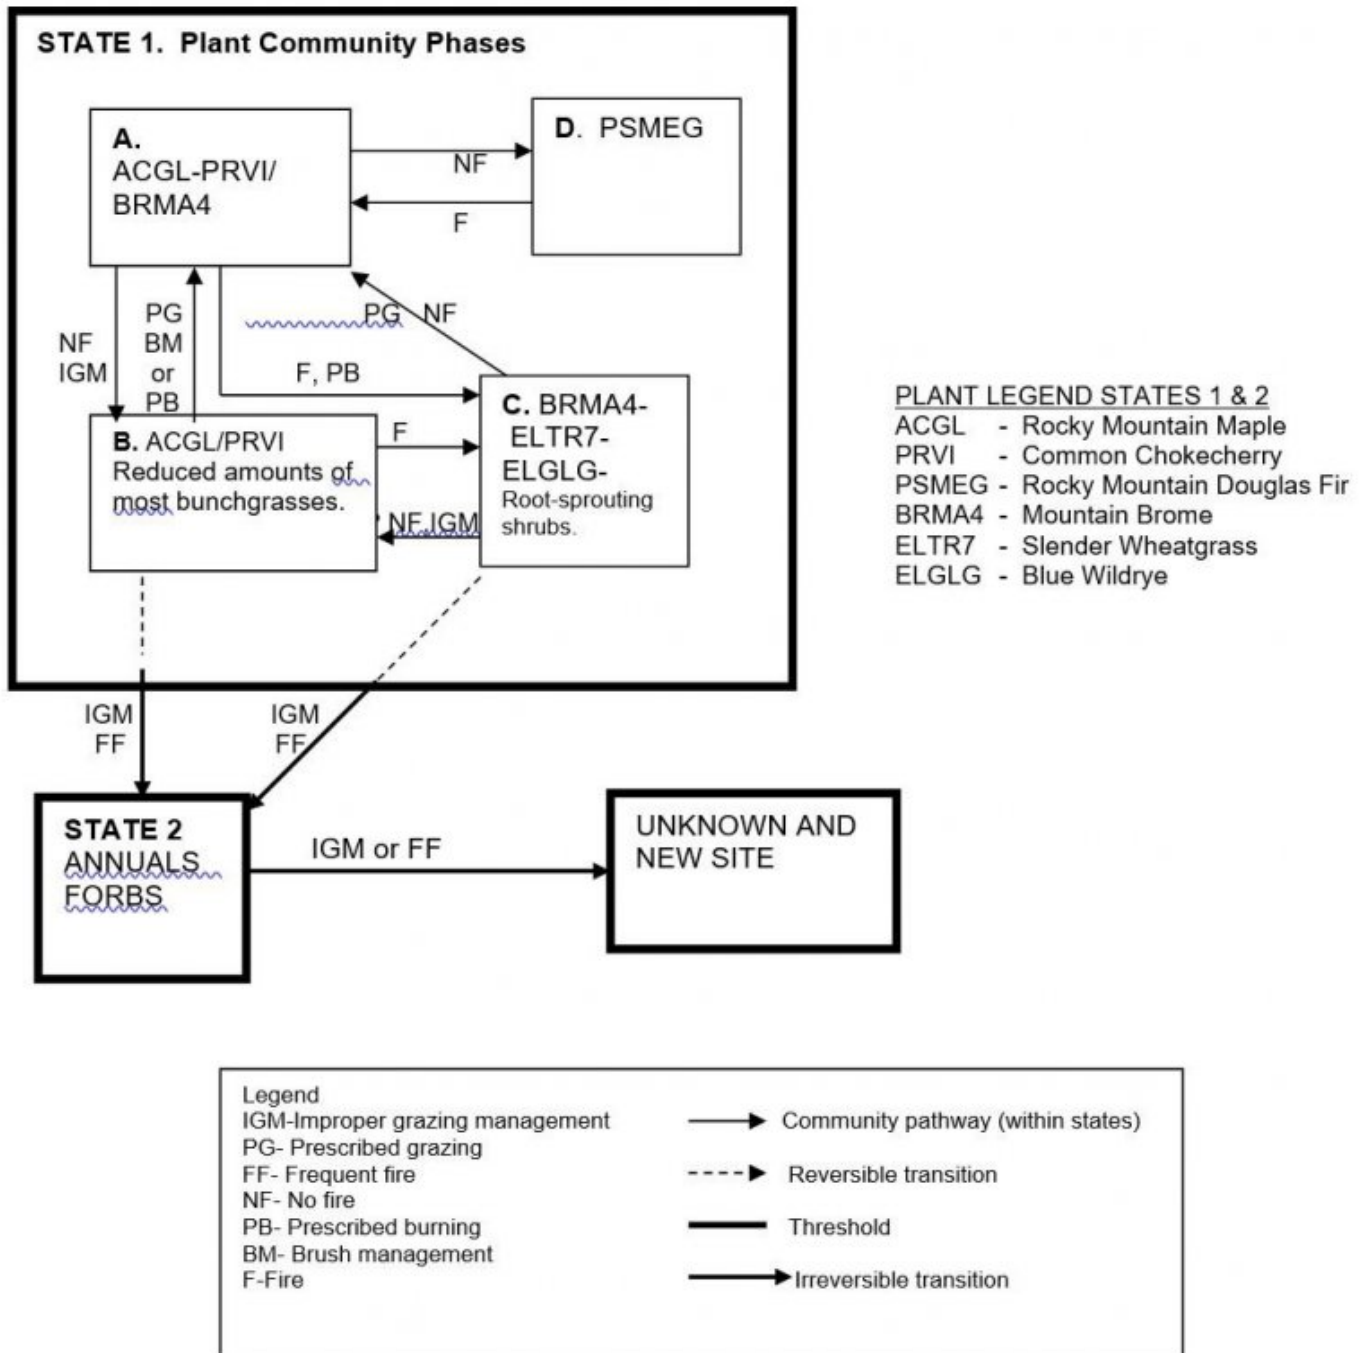 STATE 1. Plant Community Phases
A.
ACGL-PRVI/
BRMA4
D. PSMEG
NF
F
NF
IGM
PG
BM
or
PB
PG NF
F, PB
B. ACGL/PRVI
Reduced amounts of
most bunchgrasses.
F
NF,IGM
C. BRMA4-
ELTR7-
ELGLG-
Root-sprouting
shrubs.
PLANT LEGEND STATES 1 & 2
ACGL - Rocky Mountain Maple
PRVI - Common Chokecherry
PSMEG - Rocky Mountain Douglas Fir
BRMA4 - Mountain Brome
ELTR7 - Slender Wheatgrass
ELGLG - Blue Wildrye
IGM
FF
IGM
FF
STATE 2
ANNUALS
FORBS
IGM or FF
UNKNOWN AND
NEW SITE
Legend
IGM-Improper grazing management
PG- Prescribed grazing
FF- Frequent fire
NF- No fire
PB- Prescribed burning
BM- Brush management
F-Fire
Community pathway (within states)
Reversible transition
Threshold
Irreversible transition